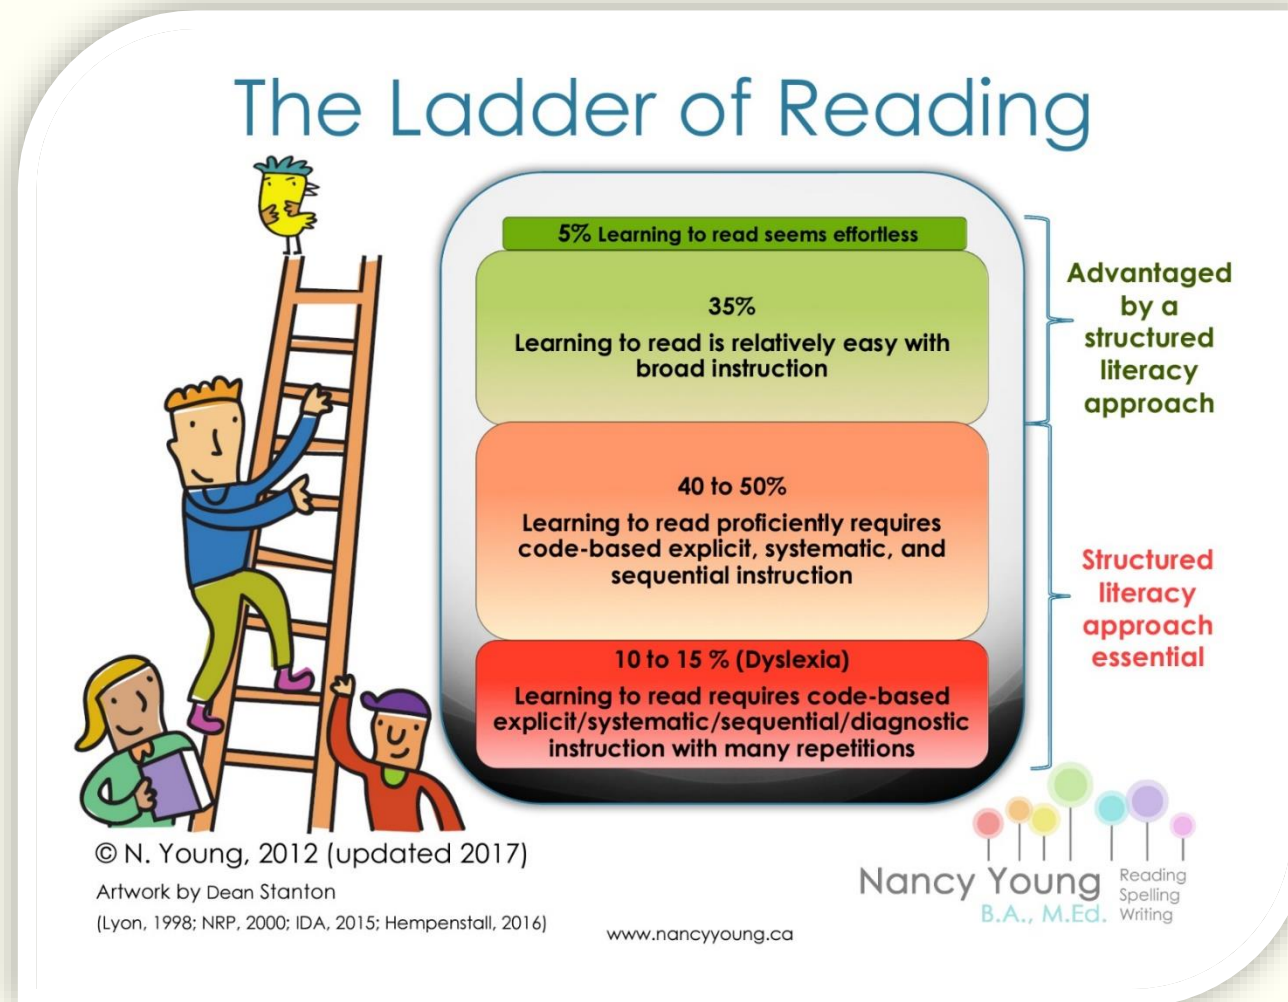 The Ladder of Reading
5% Learning to read seems effortless
35%
Learning to read is relatively easy with
broad instruction
40 to 50%
Learning to read proficiently requires
code-based explicit, systematic, and
sequential instruction
10 to 15 % (Dyslexia)
Learning to read requires code-based
explicit/systematic/sequential/diagnostic
instruction with many repetitions
Advantaged
by a
structured
literacy
approach
Structured
literacy
approach
essential
© N. Young, 2012 (updated 2017)
Artwork by Dean Stanton
(Lyon, 1998; NRP, 2000; IDA, 2015; Hempenstall, 2016)
www.nancyyoung.ca
Nancy Young
B.A., M.Ed.
Reading
Spelling
Writing